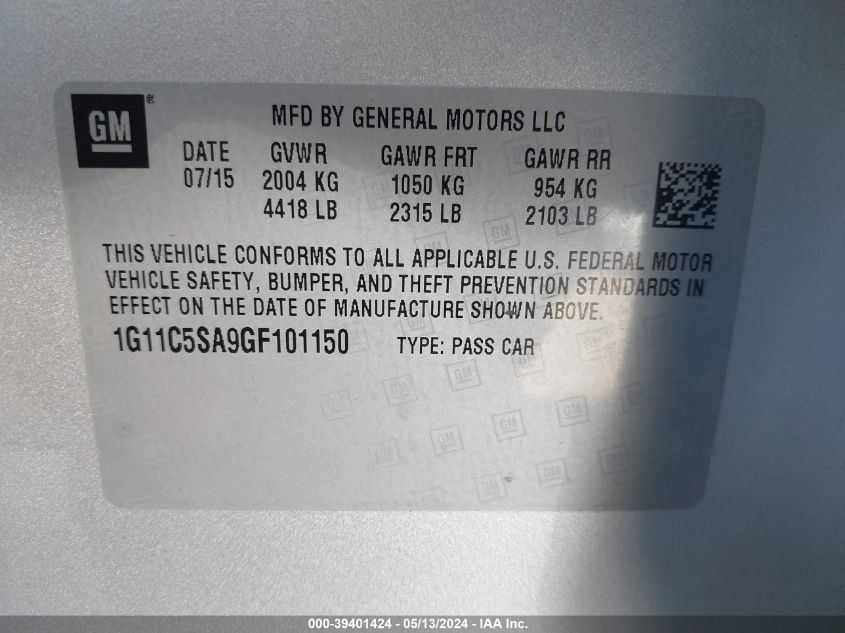 GM ®
MFD BY GENERAL MOTORS LLC
DATE GVWR GAWR FRT GAWR RR
07/15 2004 KG 1050 KG 954 KG
4418 LB 2315 LB 2103 LB
THIS VEHICLE CONFORMS TO ALL APPLICABLE U.S. FEDERAL MOTOR
VEHICLE SAFETY, BUMPER, AND THEFT PREVENTION STANDARDS IN
EFFECT ON THE DATE OF MANUFACTURE SHOWN ABOVE.
1G11C5SA9GF101150 TYPE: PASS CAR
000-39401424 - 05/13/2024 - IAA Inc.